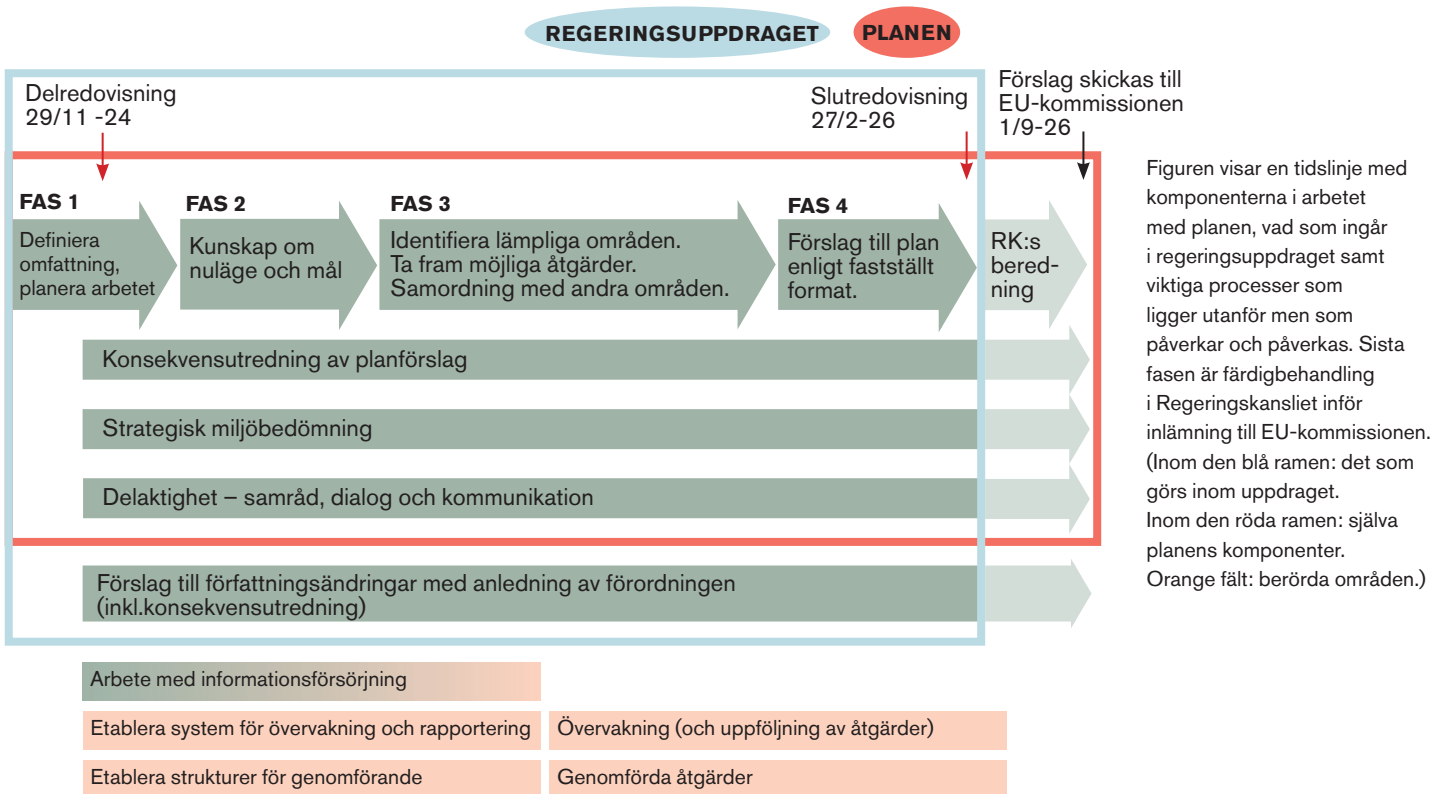 REGERINGSUPPDRAGET
PLANEN
Delredovisning
29/11 -24
Slutredovisning
27/2-26
Förslag skickas till
EU-kommissionen
1/9-26
FAS 1
Definiera
omfattning,
planera arbetet
FAS 2
Kunskap om
nuläge och mål
FAS 3
Identifiera lämpliga områden.
Ta fram möjliga åtgärder.
Samordning med andra områden.
FAS 4
Förslag till plan
enligt fastställt
format.
RK:s
bered-
ning
Konsekvensutredning av planförslag
Strategisk miljöbedömning
Delaktighet – samråd, dialog och kommunikation
Förslag till författningsändringar med anledning av förordningen
(inkl.konsekvensutredning)
Arbete med informationsförsörjning
Etablera system för övervakning och rapportering
Övervakning (och uppföljning av åtgärder)
Etablera strukturer för genomförande
Genomförda åtgärder
Figuren visar en tidslinje med
komponenterna i arbetet
med planen, vad som ingår
i regeringsuppdraget samt
viktiga processer som
ligger utanför men som
påverkar och påverkas. Sista
fasen är färdigbehandling
i Regeringskansliet inför
inlämning till EU-kommissionen.
(Inom den blå ramen: det som
görs inom uppdraget.
Inom den röda ramen: själva
planens komponenter.
Orange fält: berörda områden.)